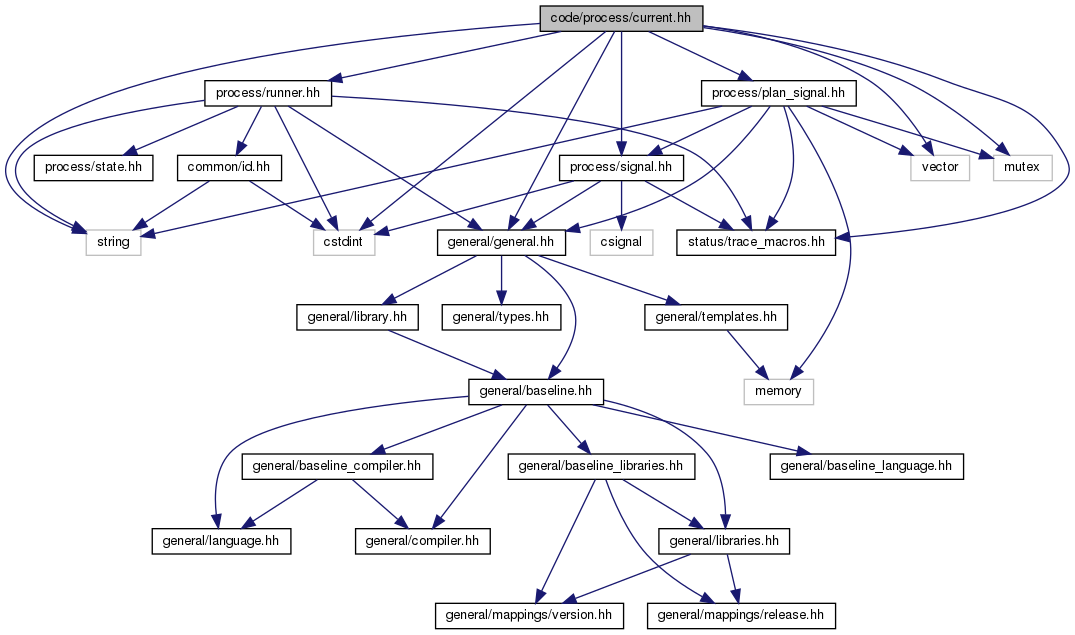 code/process/current.hh
process/runner.hh
process/plan_signal.hh
process/state.hh
common/id.hh
process/signal.hh
vector
mutex
string
cstdint
general/general.hh
csignal
status/trace_macros.hh
general/library.hh
general/types.hh
general/templates.hh
general/baseline.hh
memory
general/baseline_compiler.hh
general/baseline_libraries.hh
general/baseline_language.hh
general/language.hh
general/compiler.hh
general/libraries.hh
general/mappings/version.hh
general/mappings/release.hh